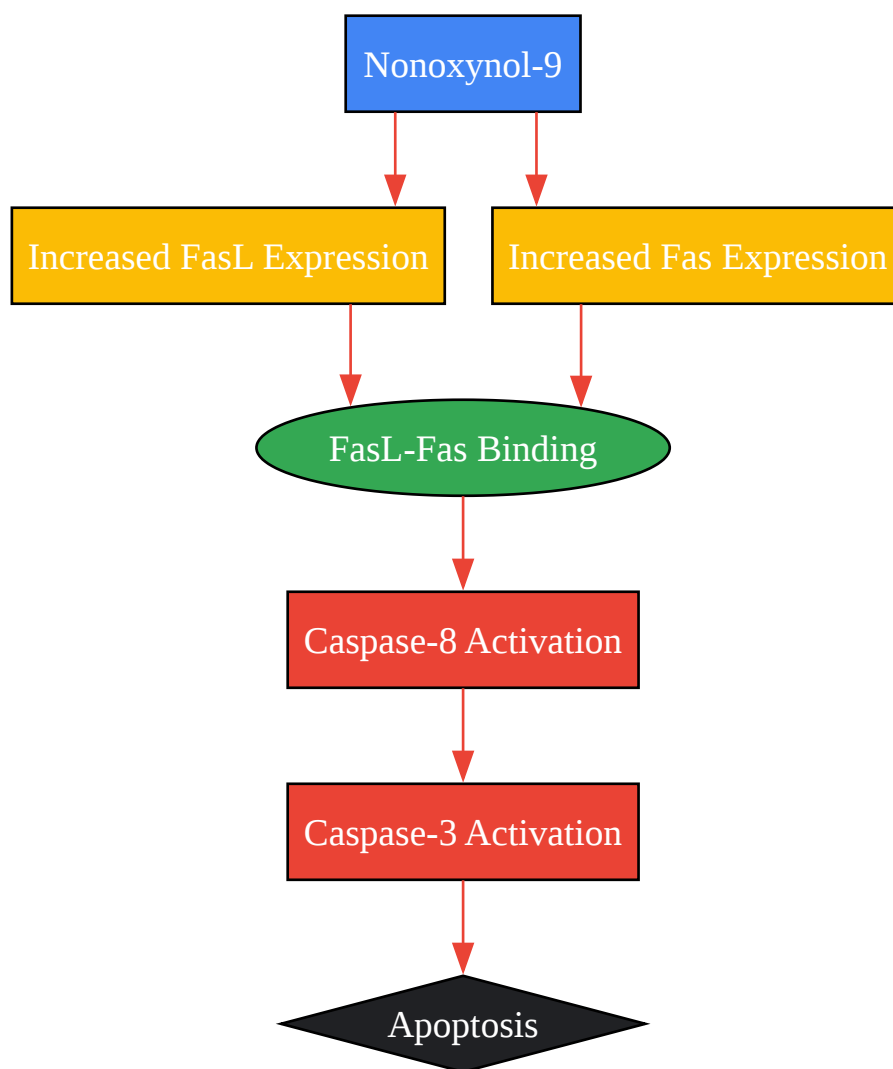 Nonoxynol-9
Increased FasL Expression
Increased Fas Expression
FasL-Fas Binding
Caspase-8 Activation
Caspase-3 Activation
Apoptosis